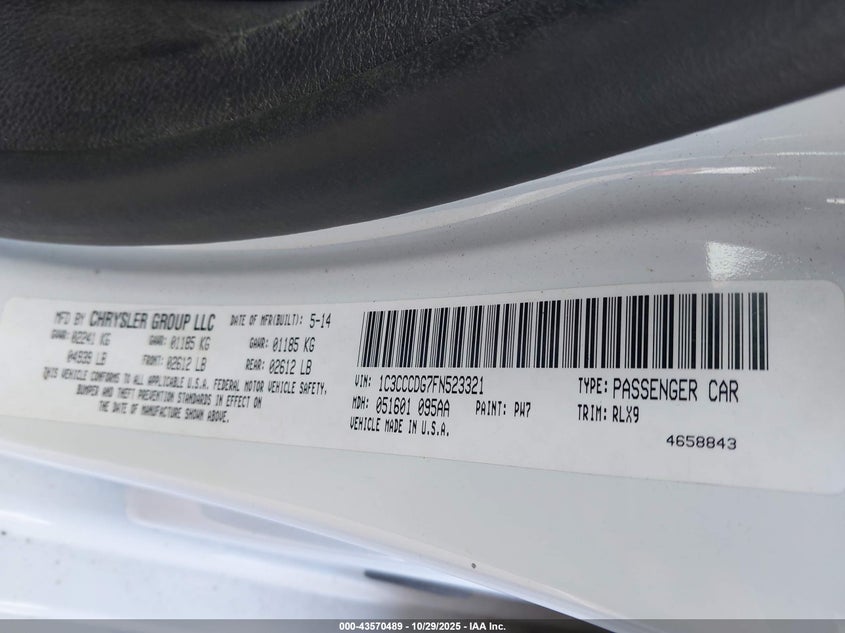 MFD BY CHRYSLER GROUP LLC DATE OF MFR(BUILT): 5-14
GVWR: 02241 KG GAWR: 01185 KG GAWR: 01185 KG
04939 LB FRONT: 02612 LB REAR: 02612 LB
THIS VEHICLE CONFORMS TO ALL APPLICABLE U.S.A. FEDERAL MOTOR VEHICLE SAFETY,
BUMPER AND THEFT PREVENTION STANDARDS IN EFFECT ON
THE DATE OF MANUFACTURE SHOWN ABOVE.
VIN: 1C3CCCDG7FN523321 TYPE: PASSENGER CAR
MDH: 051601 095AA PAINT: PW7 TRIM: RLX9
VEHICLE MADE IN U.S.A.
4658843
000-43570489 - 10/29/2025 - IAA Inc.